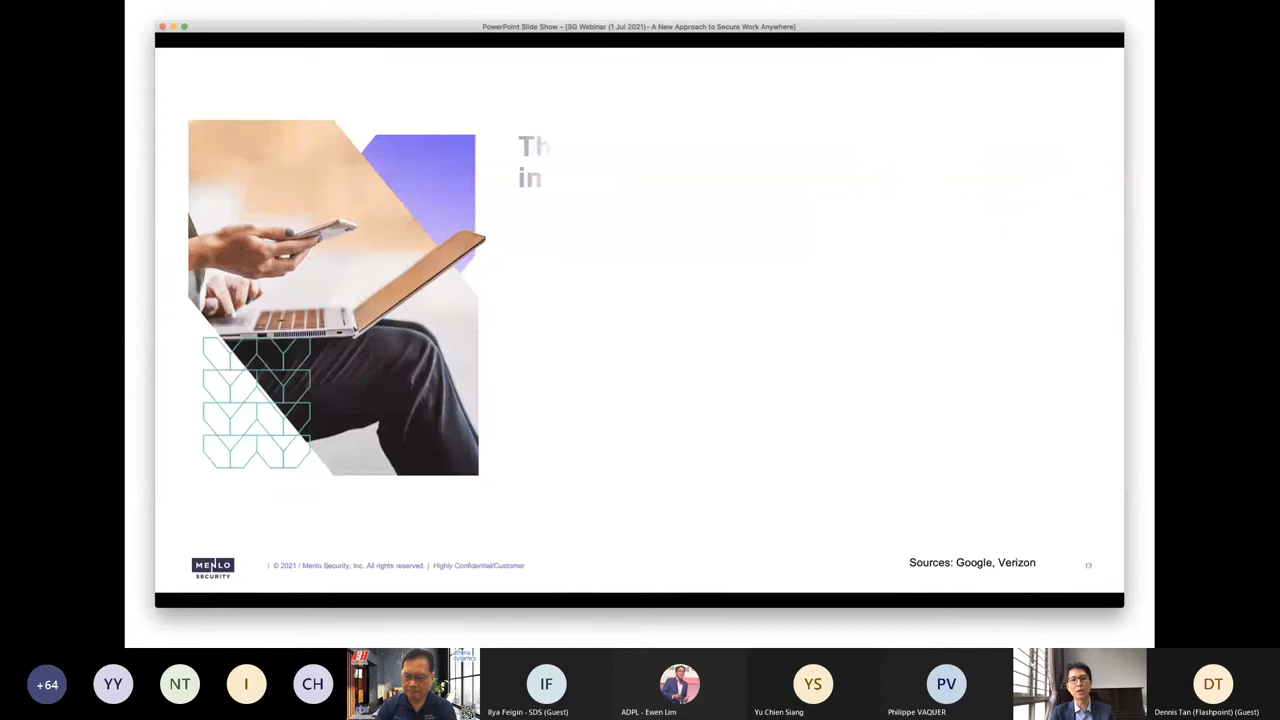 PowerPoint Slide Show – [SG Webinar (1 Jul 2021)- A New Approach to Secure Work Anywhere]
Th
in
MENLO
SECURITY
| © 2021 / Menlo Security, Inc. All rights reserved. | Highly Confidential/Customer
Sources: Google, Verizon
13
+64
YY
NT
I
CH
athena
dynamics
IF
Ilya Feigin - SDS (Guest)
ADPL - Ewen Lim
YS
Yu Chien Siang
PV
Philippe VAQUER
DT
Dennis Tan (Flashpoint) (Guest)